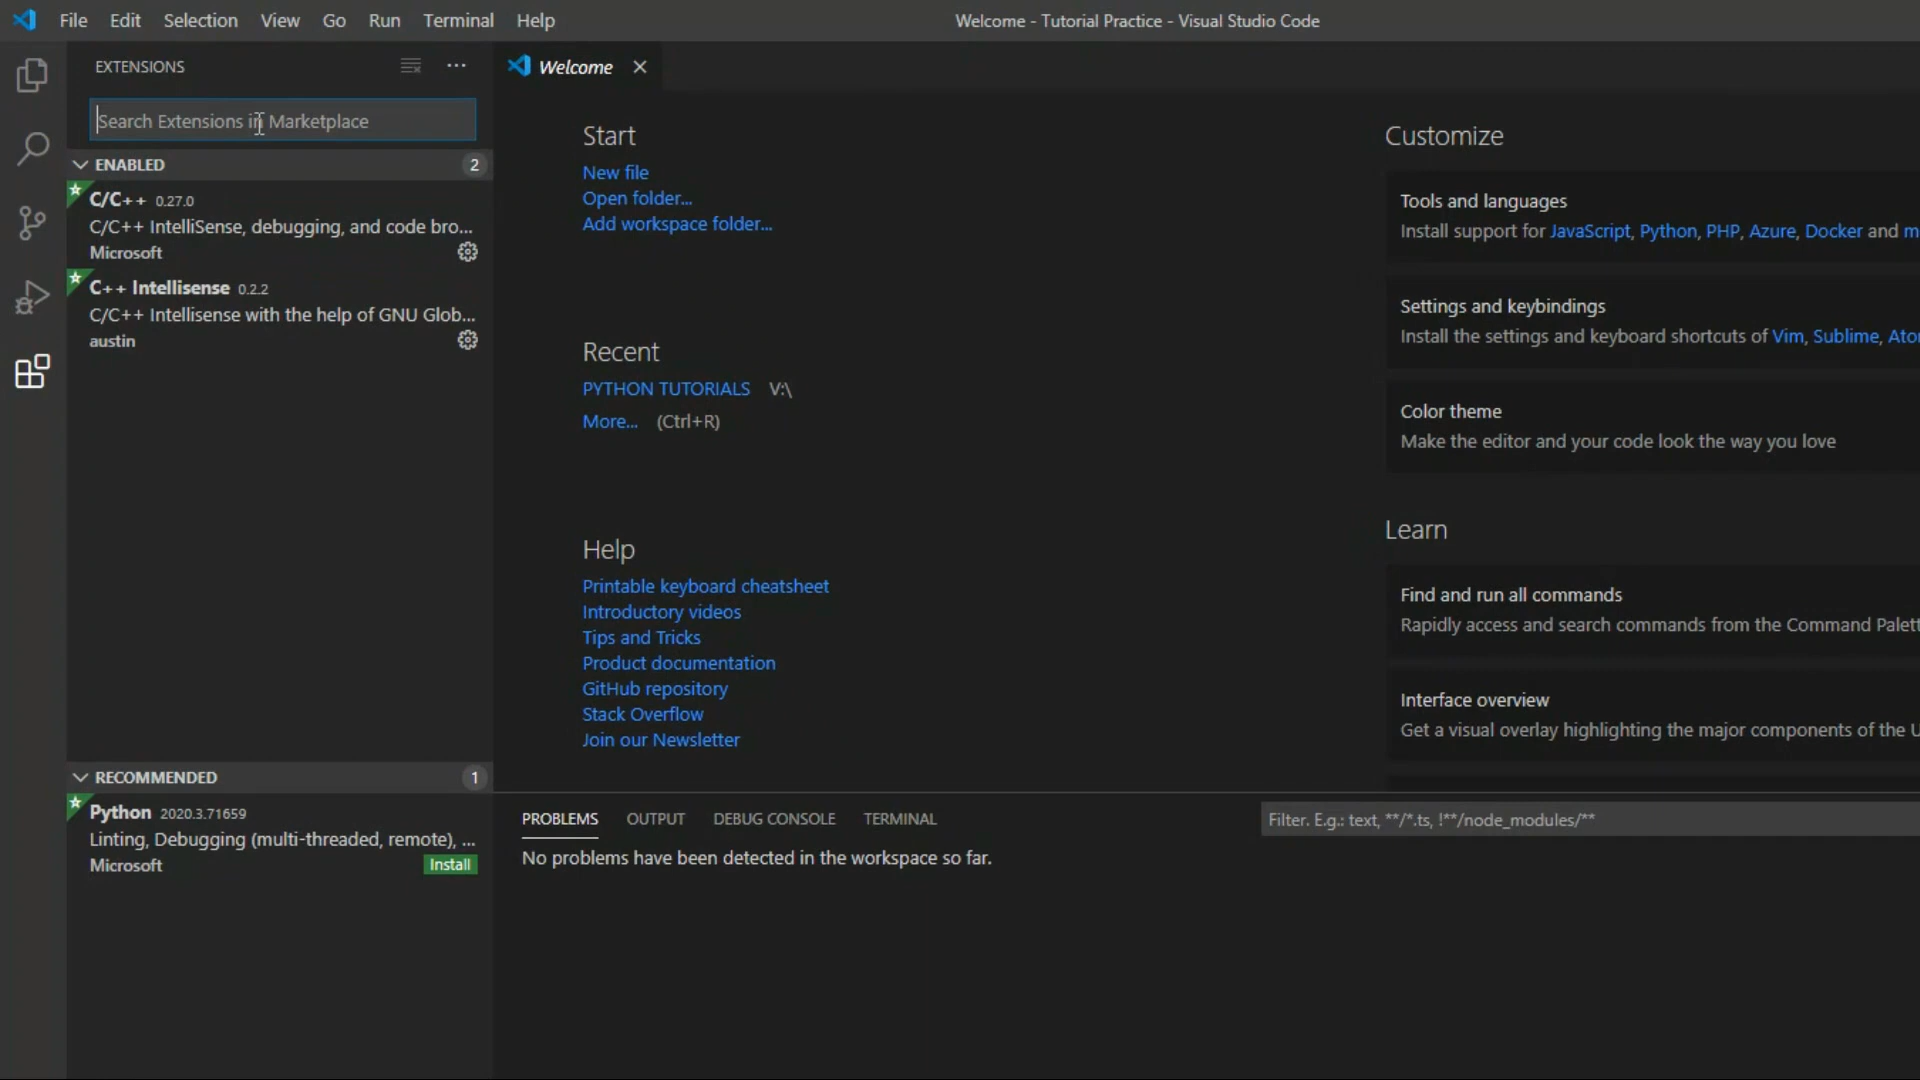 File Edit Selection View Go Run Terminal Help
Welcome - Tutorial Practice - Visual Studio Code
EXTENSIONS
Search Extensions in Marketplace
ENABLED 2
C/C++ 0.27.0
C/C++ IntelliSense, debugging, and code bro...
Microsoft
C++ Intellisense 0.2.2
C/C++ Intellisense with the help of GNU Glob...
austin
RECOMMENDED 1
Python 2020.3.71659
Linting, Debugging (multi-threaded, remote), ...
Microsoft
Install
Welcome
Start
New file
Open folder...
Add workspace folder...
Recent
PYTHON TUTORIALS V:\
More... (Ctrl+R)
Help
Printable keyboard cheatsheet
Introductory videos
Tips and Tricks
Product documentation
GitHub repository
Stack Overflow
Join our Newsletter
Customize
Tools and languages
Install support for JavaScript, Python, PHP, Azure, Docker and m
Settings and keybindings
Install the settings and keyboard shortcuts of Vim, Sublime, Ato
Color theme
Make the editor and your code look the way you love
Learn
Find and run all commands
Rapidly access and search commands from the Command Palett
Interface overview
Get a visual overlay highlighting the major components of the U
PROBLEMS OUTPUT DEBUG CONSOLE TERMINAL
Filter. E.g.: text, **/*.ts, !**/node_modules/**
No problems have been detected in the workspace so far.